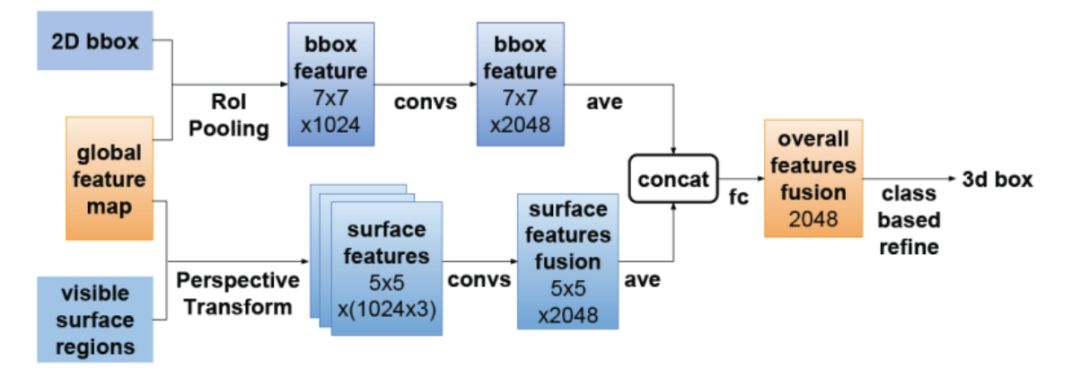 2D bbox
global
feature
map
visible
surface
regions
RoI
Pooling
Perspective
Transform
bbox
feature
7x7
x1024
convs
bbox
feature
7x7
x2048
ave
surface
features
5x5
x(1024x3)
convs
surface
features
fusion
5x5
x2048
ave
concat
fc
overall
features
fusion
2048
class
based
refine
3d box